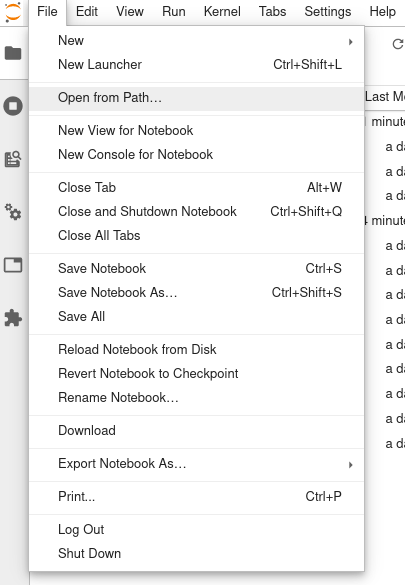 File Edit View Run Kernel Tabs Settings Help
New
New Launcher Ctrl+Shift+L
Open from Path…
Last Mo
minute
New View for Notebook
a da
New Console for Notebook
a da
Close Tab Alt+W
a da
Close and Shutdown Notebook Ctrl+Shift+Q
4 minute
Close All Tabs
a da
Save Notebook Ctrl+S
a da
Save Notebook As… Ctrl+Shift+S
a da
Save All
a da
Reload Notebook from Disk
a da
Revert Notebook to Checkpoint
a da
Rename Notebook…
a da
a da
Download
a da
Export Notebook As…
Print... Ctrl+P
Log Out
Shut Down